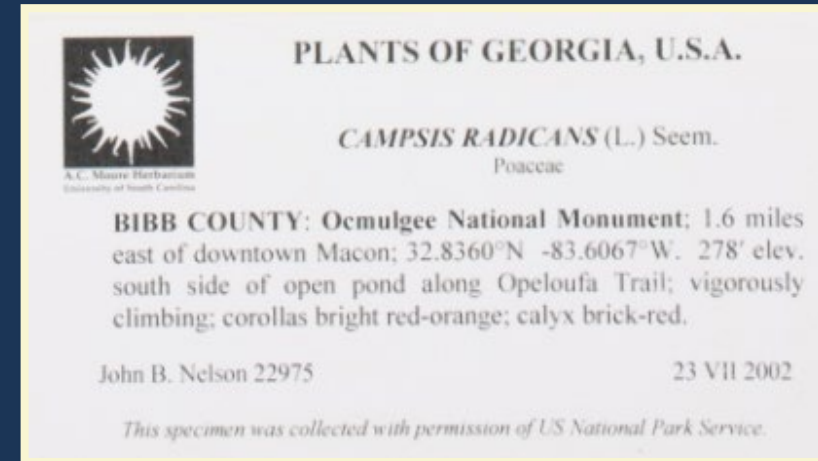 PLANTS OF GEORGIA, U.S.A.
CAMPSIS RADICANS (L.) Seem.
Poaceae
A.C. Moore Herbarium
University of South Carolina
BIBB COUNTY: Ocmulgee National Monument; 1.6 miles
east of downtown Macon; 32.8360°N -83.6067°W. 278' elev.
south side of open pond along Opeloufa Trail; vigorously
climbing; corollas bright red-orange; calyx brick-red.
John B. Nelson 22975 23 VII 2002
This specimen was collected with permission of US National Park Service.